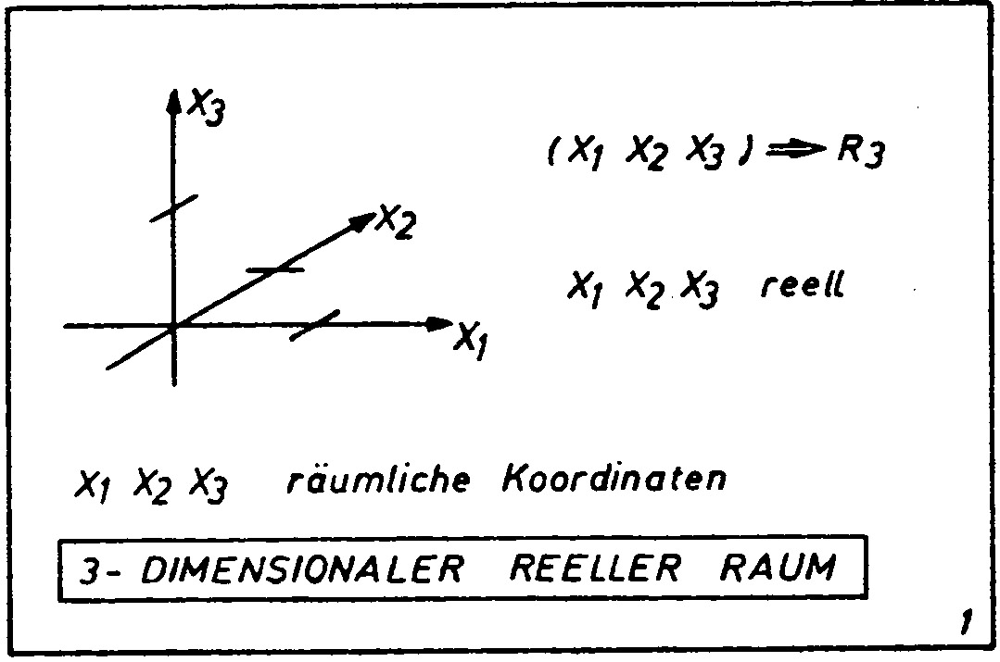 X3
(X1 X2 X3) ⇒ R3
X2
X1 X2 X3 reell
X1
X1 X2 X3 räumliche Koordinaten
3- DIMENSIONALER REELLER RAUM
1